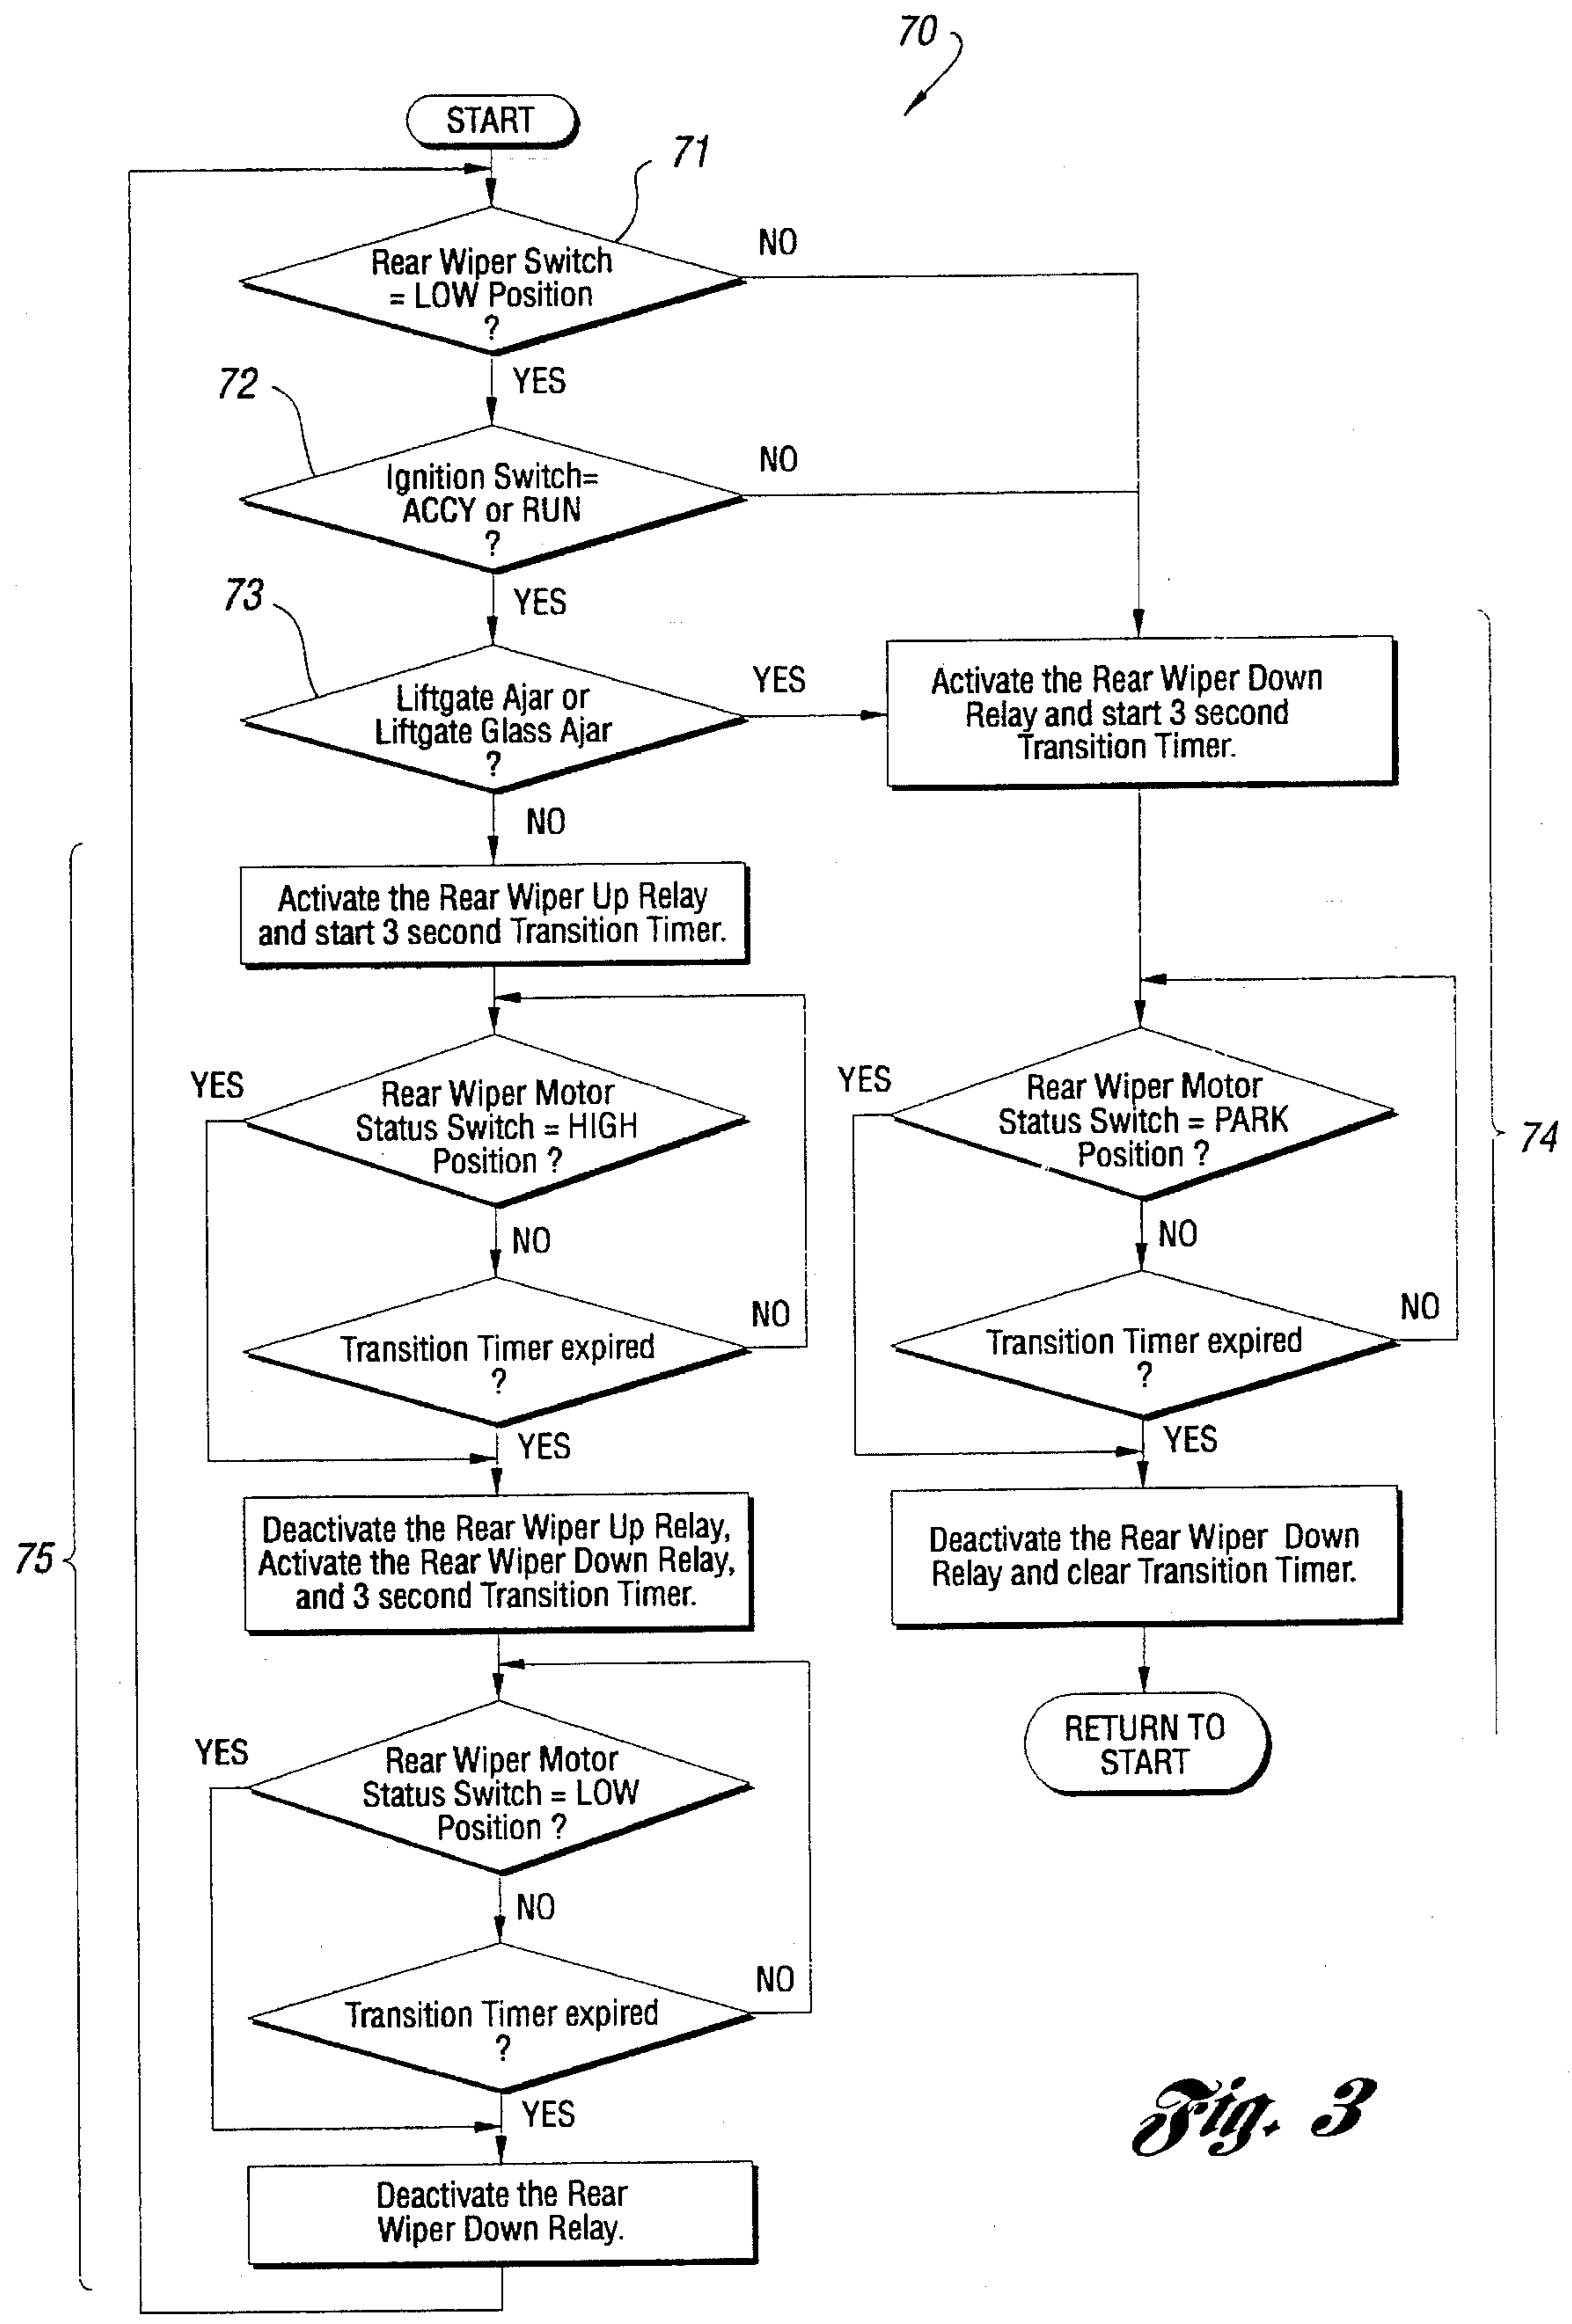 70
START
71
Rear Wiper Switch
= LOW Position
?
NO
YES
72
Ignition Switch=
ACCY or RUN
?
NO
YES
73
Liftgate Ajar or
Liftgate Glass Ajar
?
YES
NO
Activate the Rear Wiper Down
Relay and start 3 second
Transition Timer.
Activate the Rear Wiper Up Relay
and start 3 second Transition Timer.
YES
Rear Wiper Motor
Status Switch = HIGH
Position ?
NO
Transition Timer expired
?
NO
YES
YES
Rear Wiper Motor
Status Switch = PARK
Position ?
NO
Transition Timer expired
?
NO
YES
74
75
Deactivate the Rear Wiper Up Relay,
Activate the Rear Wiper Down Relay,
and 3 second Transition Timer.
Deactivate the Rear Wiper Down
Relay and clear Transition Timer.
RETURN TO
START
YES
Rear Wiper Motor
Status Switch = LOW
Position ?
NO
Transition Timer expired
?
NO
YES
Deactivate the Rear
Wiper Down Relay.
Fig. 3